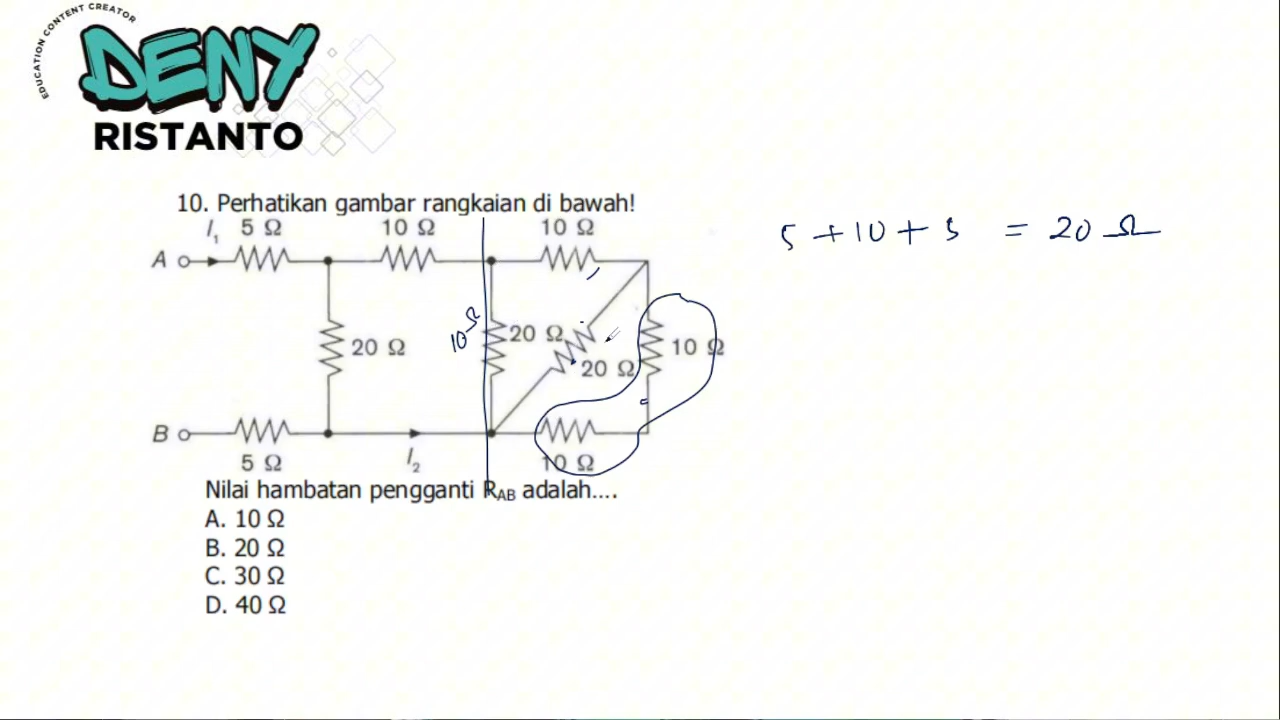 EDUCATION CONTENT CREATOR
DENY
RISTANTO
10. Perhatikan gambar rangkaian di bawah!
I₁ 5 Ω 10 Ω 10 Ω
5 + 10 + 5 = 20 Ω
A
10 Ω
20 Ω 20 Ω 20 Ω 10 Ω
B
5 Ω I₂ 10 Ω
Nilai hambatan pengganti R_AB adalah....
A. 10 Ω
B. 20 Ω
C. 30 Ω
D. 40 Ω